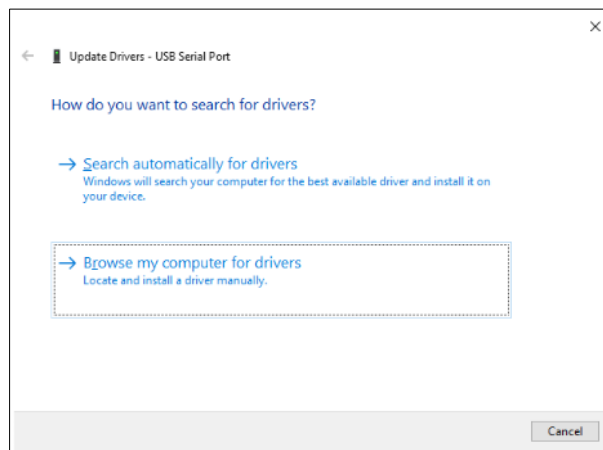 Update Drivers - USB Serial Port
How do you want to search for drivers?
Search automatically for drivers
Windows will search your computer for the best available driver and install it on
your device.
Browse my computer for drivers
Locate and install a driver manually.
Cancel